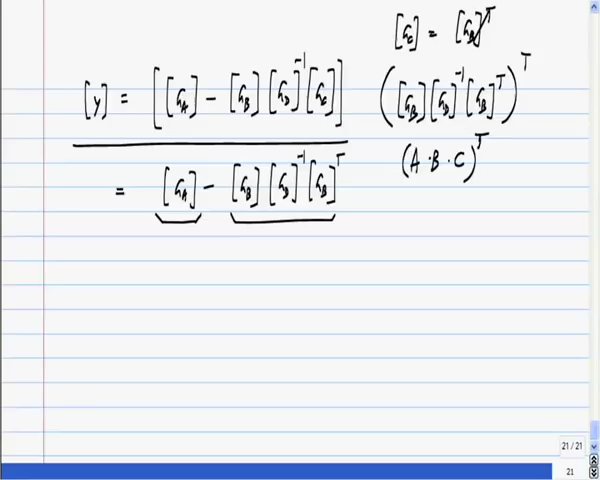 [G_C] = [G_B]^T
[Y] = [[G_A] - [G_B] [G_D]^-1 [G_C]]
([G_B] [G_D]^-1 [G_B]^T)^T
(A · B · C)^T
= [G_A] - [G_B] [G_D]^-1 [G_B]^T
21 / 21
21